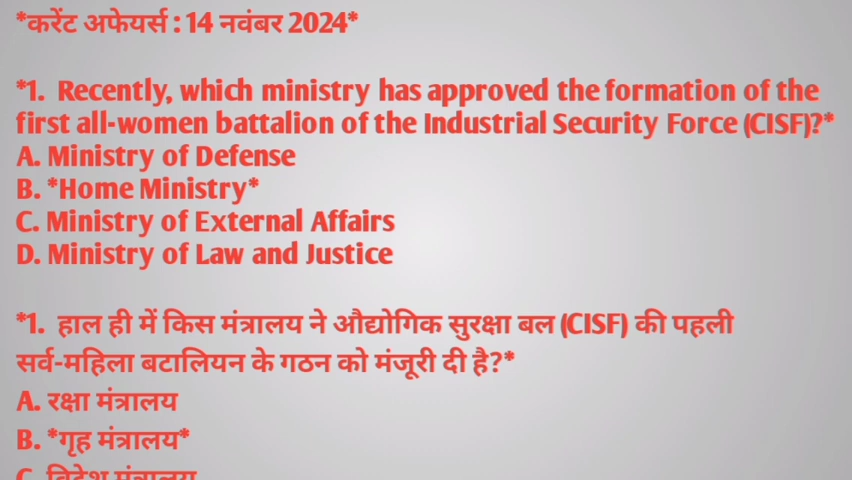 *करेंट अफेयर्स : 14 नवंबर 2024*
*1. Recently, which ministry has approved the formation of the
first all-women battalion of the Industrial Security Force (CISF)?*
A. Ministry of Defense
B. *Home Ministry*
C. Ministry of External Affairs
D. Ministry of Law and Justice
*1. हाल ही में किस मंत्रालय ने औद्योगिक सुरक्षा बल (CISF) की पहली
सर्व-महिला बटालियन के गठन को मंजूरी दी है?*
A. रक्षा मंत्रालय
B. *गृह मंत्रालय*
C. विदेश मंत्रालय